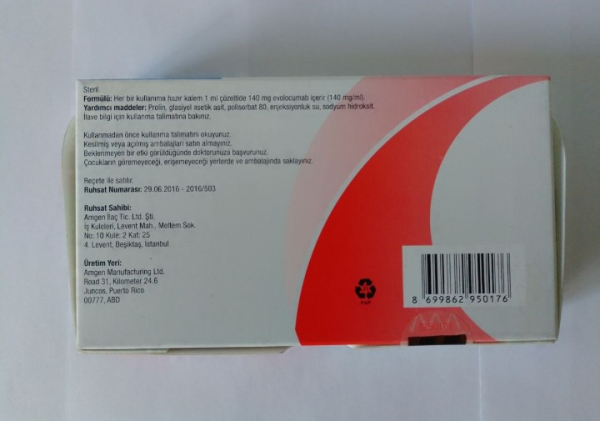 Steril
Formülü: Her bir kullanıma hazır kalem 1 ml çözeltide 140 mg evolocumab içerir (140 mg/ml).
Yardımcı maddeler: Prolin, glasiyel asetik asit, polisorbat 80, enjeksiyonluk su, sodyum hidroksit.
İlave bilgi için kullanma talimatına bakınız.
Kullanmadan önce kullanma talimatını okuyunuz.
Kesilmiş veya açılmış ambalajları satın almayınız.
Beklenmeyen bir etki görüldüğünde doktorunuza başvurunuz.
Çocukların göremeyeceği, erişemeyeceği yerlerde ve ambalajında saklayınız.
Reçete ile satılır.
Ruhsat Numarası: 29.06.2016 - 2016/503
Ruhsat Sahibi:
Amgen İlaç Tic. Ltd. Şti.
İş Kuleleri, Levent Mah., Meltem Sok.
No: 10 Kule: 2 Kat: 25
4. Levent, Beşiktaş, İstanbul
Üretim Yeri:
Amgen Manufacturing Ltd.
Road 31, Kilometer 24.6
Juncos, Puerto Rico
00777, ABD
8 699862 950176